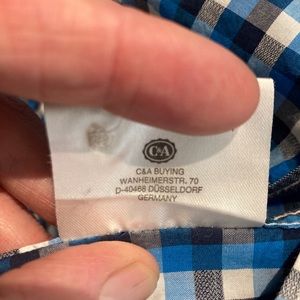 C&A
C&A BUYING
WANHEIMERSTR. 70
D-40468 DÜSSELDORF
GERMANY